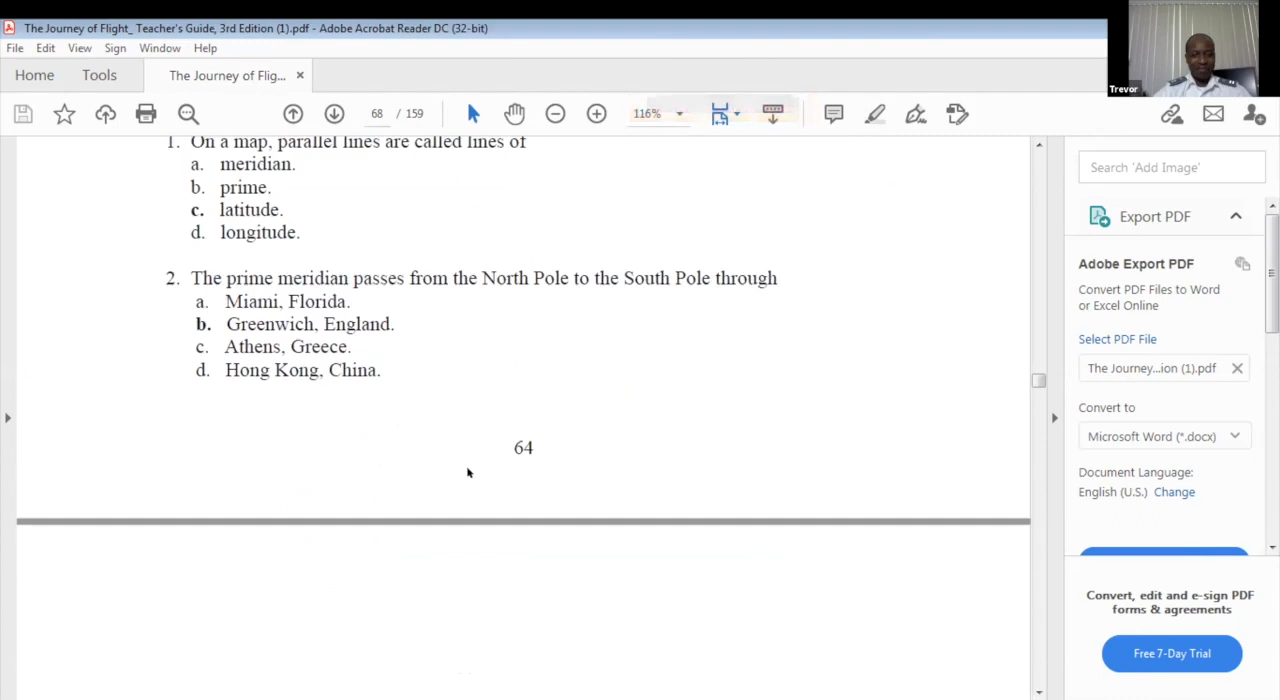 The Journey of Flight_ Teacher's Guide, 3rd Edition (1).pdf - Adobe Acrobat Reader DC (32-bit)
File Edit View Sign Window Help
Home Tools The Journey of Flig... ×
68 / 159 116%
Trevor
1. On a map, parallel lines are called lines of
a. meridian.
b. prime.
c. latitude.
d. longitude.
2. The prime meridian passes from the North Pole to the South Pole through
a. Miami, Florida.
b. Greenwich, England.
c. Athens, Greece.
d. Hong Kong, China.
64
Search 'Add Image'
Export PDF
Adobe Export PDF
Convert PDF Files to Word
or Excel Online
Select PDF File
The Journey...ion (1).pdf ×
Convert to
Microsoft Word (*.docx)
Document Language:
English (U.S.) Change
Convert, edit and e-sign PDF
forms & agreements
Free 7-Day Trial